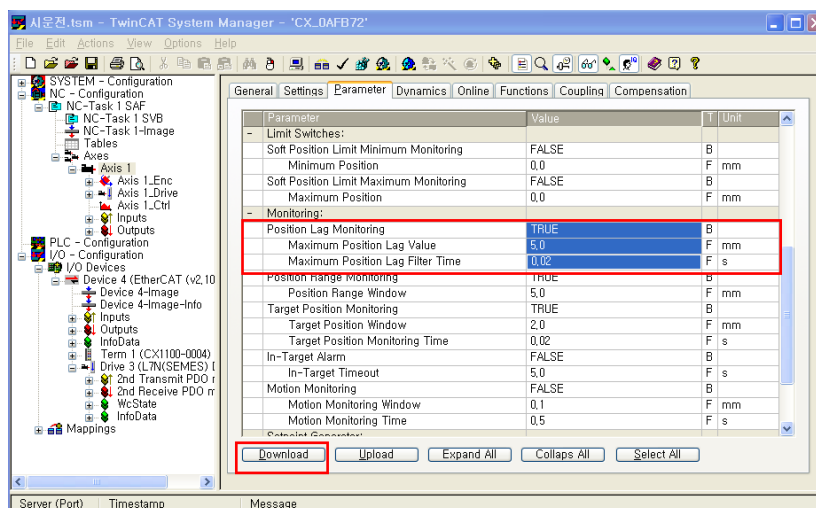 시운전.tsm - TwinCAT System Manager - 'CX_0AFB72'
File Edit Actions View Options Help
SYSTEM - Configuration
NC - Configuration
NC-Task 1 SAF
NC-Task 1 SVB
NC-Task 1-Image
Tables
Axes
Axis 1
Axis 1_Enc
Axis 1_Drive
Axis 1_Ctrl
Inputs
Outputs
PLC - Configuration
I/O - Configuration
I/O Devices
Device 4 (EtherCAT (v2,10
Device 4-Image
Device 4-Image-Info
Inputs
Outputs
InfoData
Term 1 (CX1100-0004)
Drive 3 (L7N(SEMES) [
2nd Transmit PDO r
2nd Receive PDO m
WcState
InfoData
Mappings
General Settings Parameter Dynamics Online Functions Coupling Compensation
Parameter Value T Unit
- Limit Switches:
Soft Position Limit Minimum Monitoring FALSE B
Minimum Position 0,0 F mm
Soft Position Limit Maximum Monitoring FALSE B
Maximum Position 0,0 F mm
- Monitoring:
Position Lag Monitoring TRUE B
Maximum Position Lag Value 5,0 F mm
Maximum Position Lag Filter Time 0,02 F s
Position Range Monitoring TRUE B
Position Range Window 5,0 F mm
Target Position Monitoring TRUE B
Target Position Window 2,0 F mm
Target Position Monitoring Time 0,02 F s
In-Target Alarm FALSE B
In-Target Timeout 5,0 F s
Motion Monitoring FALSE B
Motion Monitoring Window 0,1 F mm
Motion Monitoring Time 0,5 F s
Setpoint Generator:
Download Upload Expand All Collaps All Select All
Server (Port) Timestamp Message